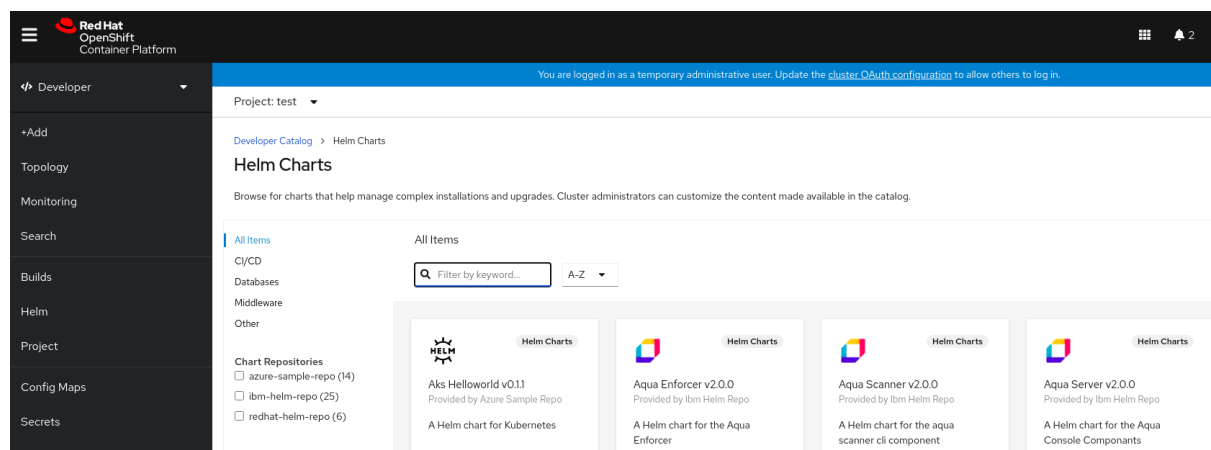 Red Hat
OpenShift
Container Platform
2
Developer
You are logged in as a temporary administrative user. Update the cluster OAuth configuration to allow others to log in.
Project: test
+Add
Topology
Monitoring
Search
Builds
Helm
Project
Config Maps
Secrets
Developer Catalog > Helm Charts
Helm Charts
Browse for charts that help manage complex installations and upgrades. Cluster administrators can customize the content made available in the catalog.
All Items
CI/CD
Databases
Middleware
Other
Chart Repositories
azure-sample-repo (14)
ibm-helm-repo (25)
redhat-helm-repo (6)
All Items
Filter by keyword...
A-Z
HELM
Helm Charts
Aks Helloworld v0.1.1
Provided by Azure Sample Repo
A Helm chart for Kubernetes
Helm Charts
Aqua Enforcer v2.0.0
Provided by Ibm Helm Repo
A Helm chart for the Aqua
Enforcer
Helm Charts
Aqua Scanner v2.0.0
Provided by Ibm Helm Repo
A Helm chart for the aqua
scanner cli component
Helm Charts
Aqua Server v2.0.0
Provided by Ibm Helm Repo
A Helm chart for the Aqua
Console Componants